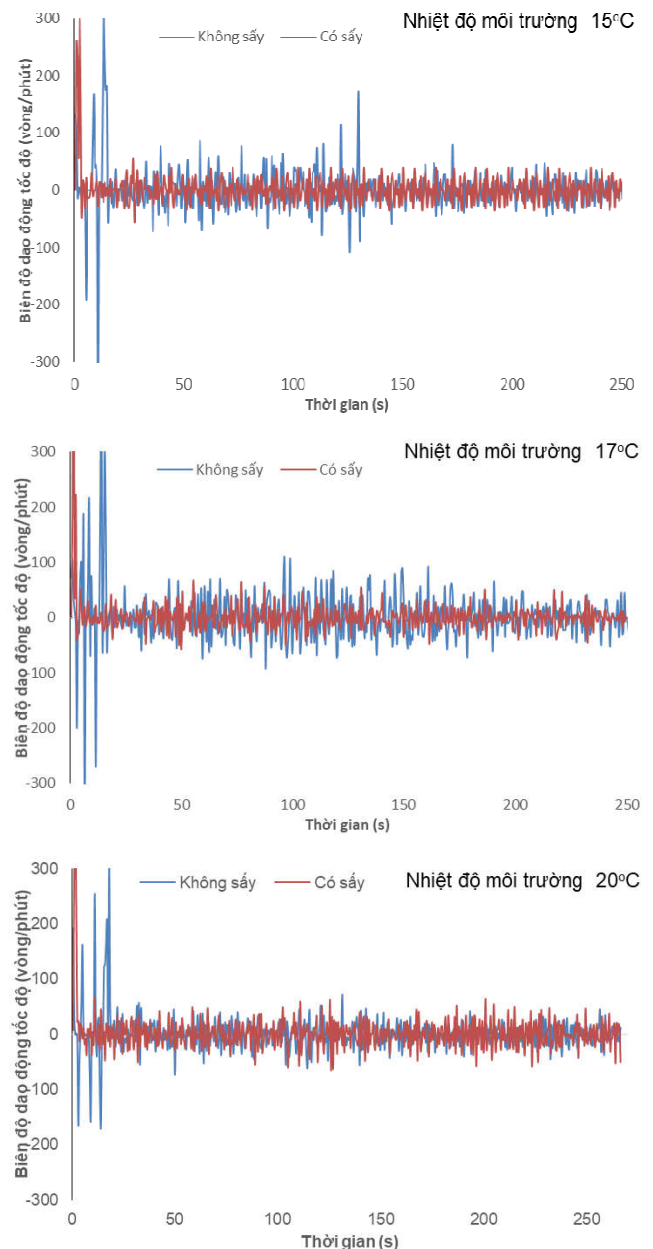 Nhiệt độ môi trường 15°C
Không sấy Có sấy
Biên độ dao động tốc độ (vòng/phút)
300
200
100
0
-100
-200
-300
0 50 100 150 200 250
Thời gian (s)
Nhiệt độ môi trường 17°C
Không sấy Có sấy
Biên độ dao động tốc độ (vòng/phút)
300
200
100
0
-100
-200
-300
0 50 100 150 200 250
Thời gian (s)
Nhiệt độ môi trường 20°C
Không sấy Có sấy
Biên độ dao động tốc độ (vòng/phút)
300
200
100
0
-100
-200
-300
0 50 100 150 200 250
Thời gian (s)